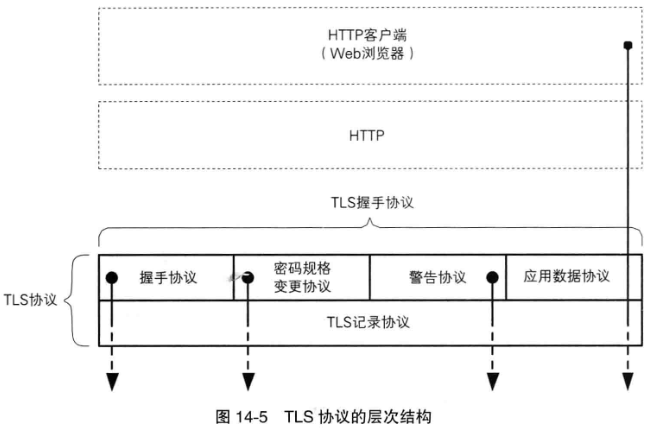 HTTP客户端
（Web浏览器）
HTTP
TLS握手协议
TLS协议
握手协议
密码规格
变更协议
警告协议
应用数据协议
TLS记录协议
图 14-5 TLS 协议的层次结构